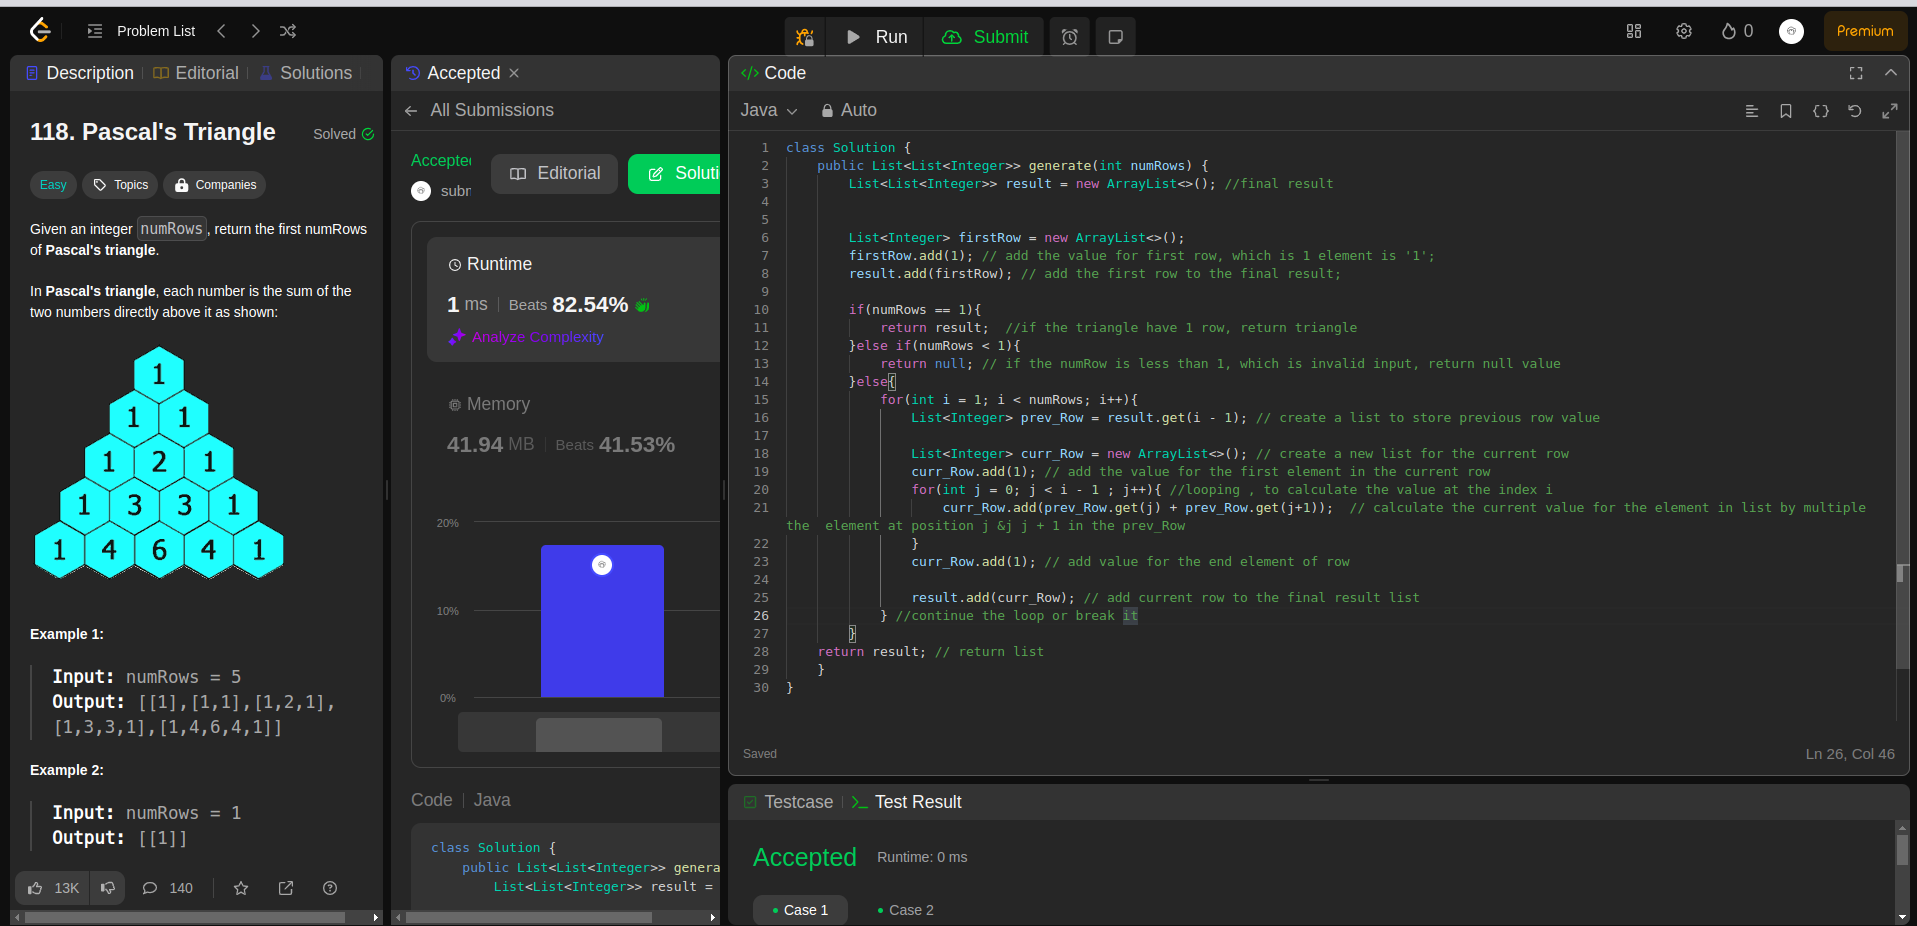 Problem List
Run
Submit
0
Premium
Description
Editorial
Solutions
118. Pascal's Triangle
Solved
Easy
Topics
Companies
Given an integer numRows, return the first numRows
of Pascal's triangle.
In Pascal's triangle, each number is the sum of the
two numbers directly above it as shown:
1
1 1
1 2 1
1 3 3 1
1 4 6 4 1
Example 1:
Input: numRows = 5
Output: [[1],[1,1],[1,2,1],
[1,3,3,1],[1,4,6,4,1]]
Example 2:
Input: numRows = 1
Output: [[1]]
13K
140
Accepted
All Submissions
Accepted
Editorial
Soluti
subm
Runtime
1 ms
Beats 82.54%
Analyze Complexity
Memory
41.94 MB
Beats 41.53%
20%
10%
0%
Code
Java
class Solution {
public List<List<Integer>> genera
List<List<Integer>> result =
</> Code
Java
Auto
1 class Solution {
2 public List<List<Integer>> generate(int numRows) {
3 List<List<Integer>> result = new ArrayList<>(); //final result
4
5
6 List<Integer> firstRow = new ArrayList<>();
7 firstRow.add(1); // add the value for first row, which is 1 element is '1';
8 result.add(firstRow); // add the first row to the final result;
9
10 if(numRows == 1){
11 return result;  //if the triangle have 1 row, return triangle
12 }else if(numRows < 1){
13 return null; // if the numRow is less than 1, which is invalid input, return null value
14 }else{
15 for(int i = 1; i < numRows; i++){
16 List<Integer> prev_Row = result.get(i - 1); // create a list to store previous row value
17
18 List<Integer> curr_Row = new ArrayList<>(); // create a new list for the current row
19 curr_Row.add(1); // add the value for the first element in the current row
20 for(int j = 0; j < i - 1 ; j++){ //looping , to calculate the value at the index i
21 curr_Row.add(prev_Row.get(j) + prev_Row.get(j+1));  // calculate the current value for the element in list by multiple
the  element at position j &j j + 1 in the prev_Row
22 }
23 curr_Row.add(1); // add value for the end element of row
24
25 result.add(curr_Row); // add current row to the final result list
26 } //continue the loop or break it
27 }
28 return result; // return list
29 }
30 }
Saved
Ln 26, Col 46
Testcase
Test Result
Accepted
Runtime: 0 ms
Case 1
Case 2